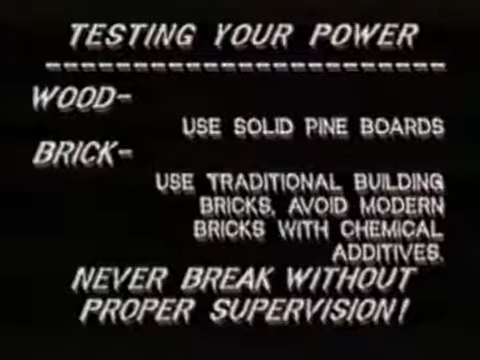 TESTING YOUR POWER
WOOD-
USE SOLID PINE BOARDS
BRICK-
USE TRADITIONAL BUILDING
BRICKS. AVOID MODERN
BRICKS WITH CHEMICAL
ADDITIVES.
NEVER BREAK WITHOUT
PROPER SUPERVISION!